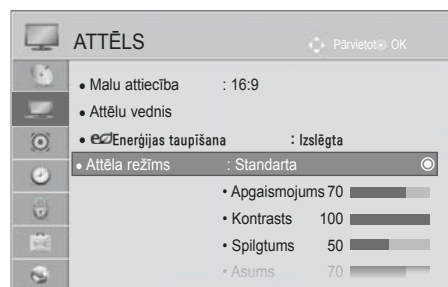 ATTĒLS
Pārvietot OK
• Malu attiecība : 16:9
• Attēlu vednis
• eco Enerģijas taupīšana : Izslēgta
• Attēla režīms : Standarta
• Apgaismojums 70
• Kontrasts 100
• Spilgtums 50
• Asums 70